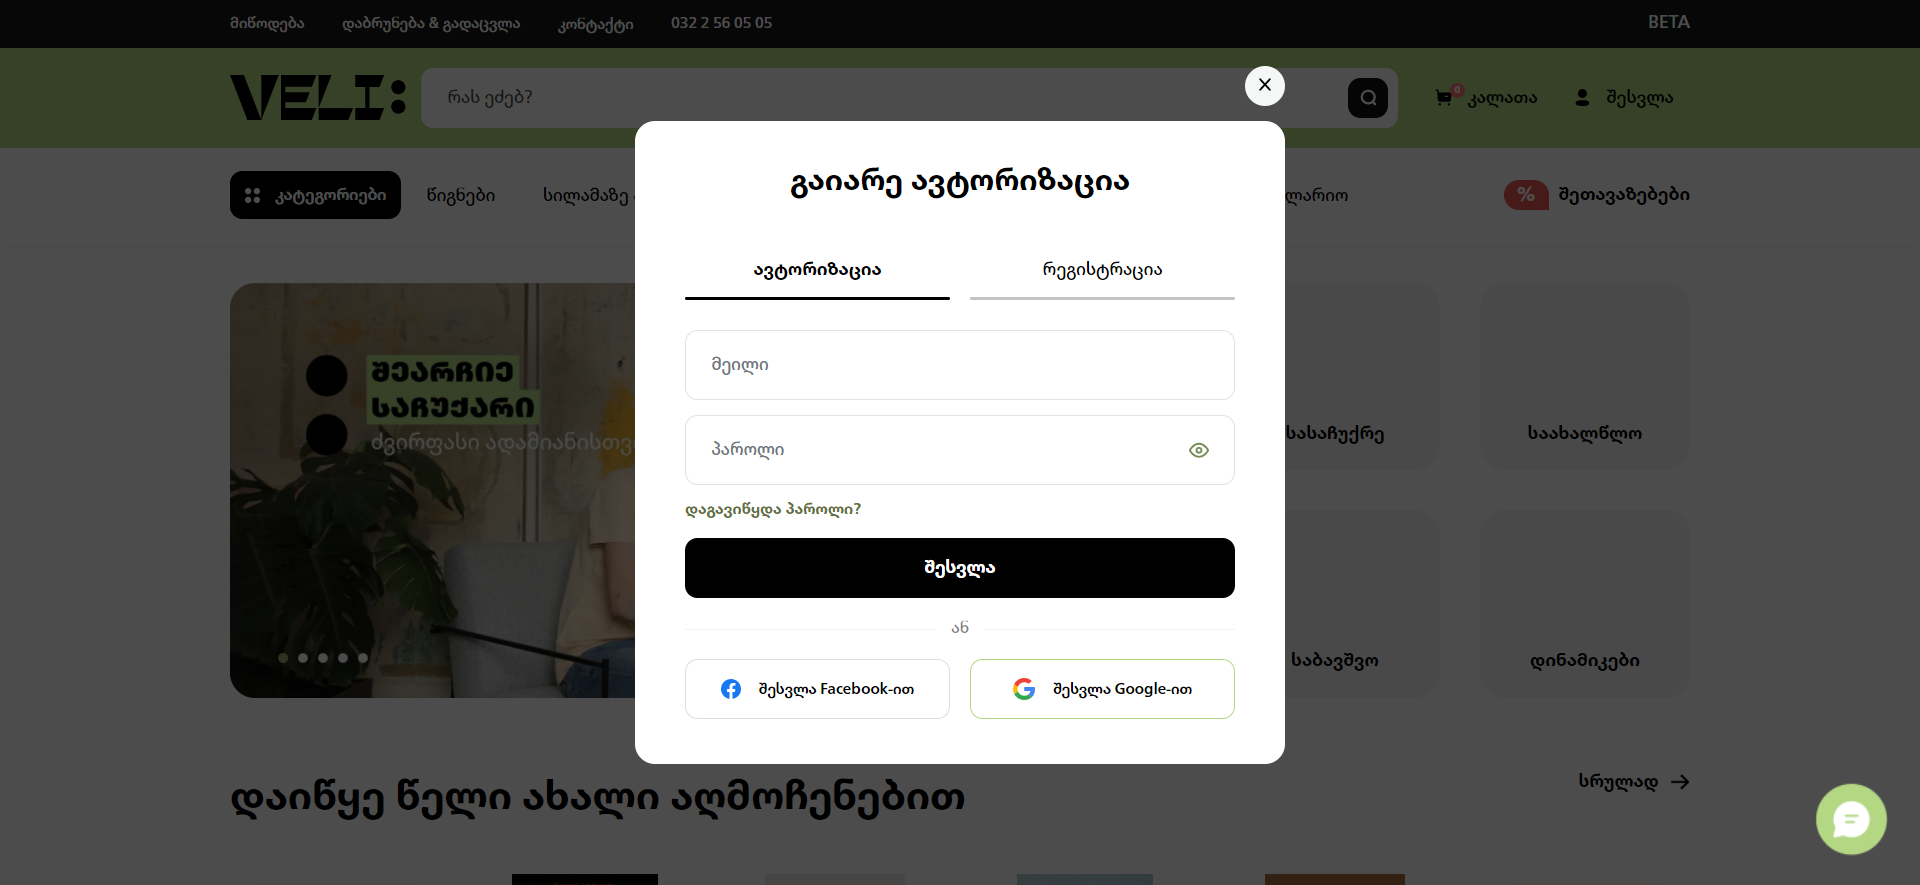 მიწოდება დაბრუნება & გადაცვლა კონტაქტი 032 2 56 05 05 BETA
VELI: რას ეძებ? 0 კალათა შესვლა
კატეგორიები წიგნები სილამაზე ლარიო % შეთავაზებები
გაიარე ავტორიზაცია
ავტორიზაცია რეგისტრაცია
მეილი
პაროლი
დაგავიწყდა პაროლი?
შესვლა
ან
შესვლა Facebook-ით შესვლა Google-ით
შეარჩიე
საჩუქარი
ძვირფასი ადამიანისთვ
სასაჩუქრე საახალწლო
საბავშვო დინამიკები
დაიწყე წელი ახალი აღმოჩენებით სრულად